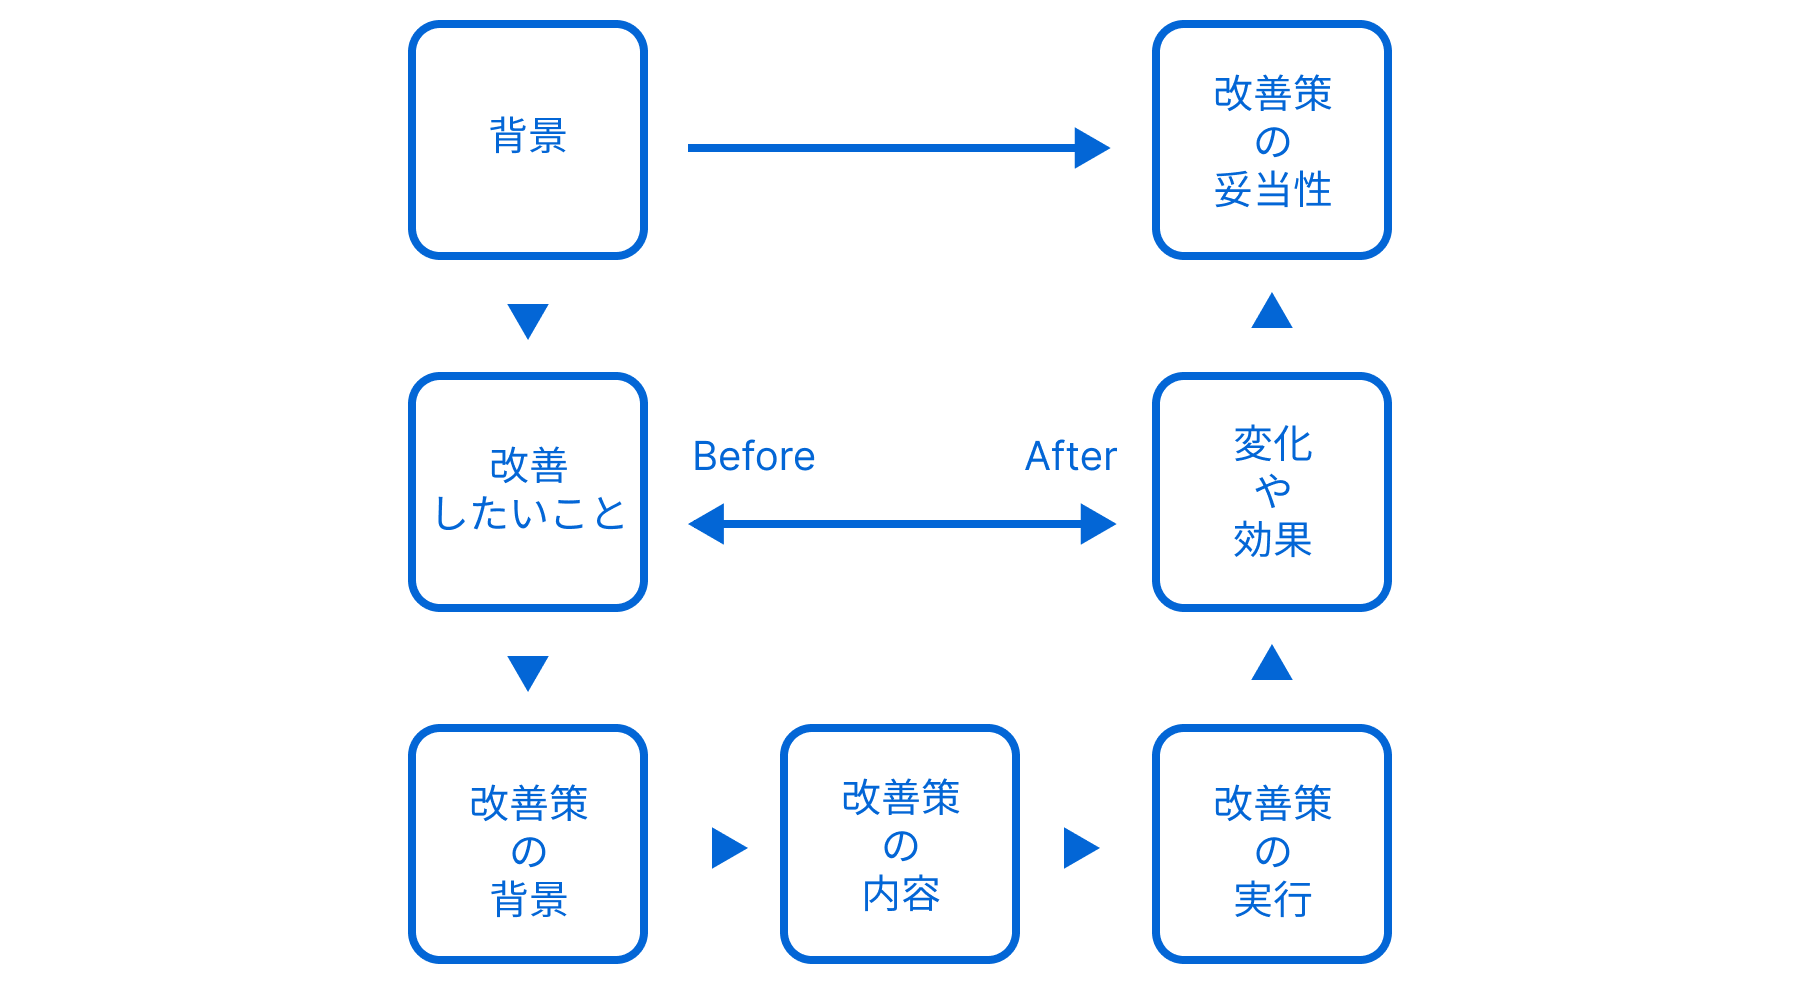 背景
改善策
の
妥当性
改善
したいこと
Before
After
変化
や
効果
改善策
の
背景
改善策
の
内容
改善策
の
実行